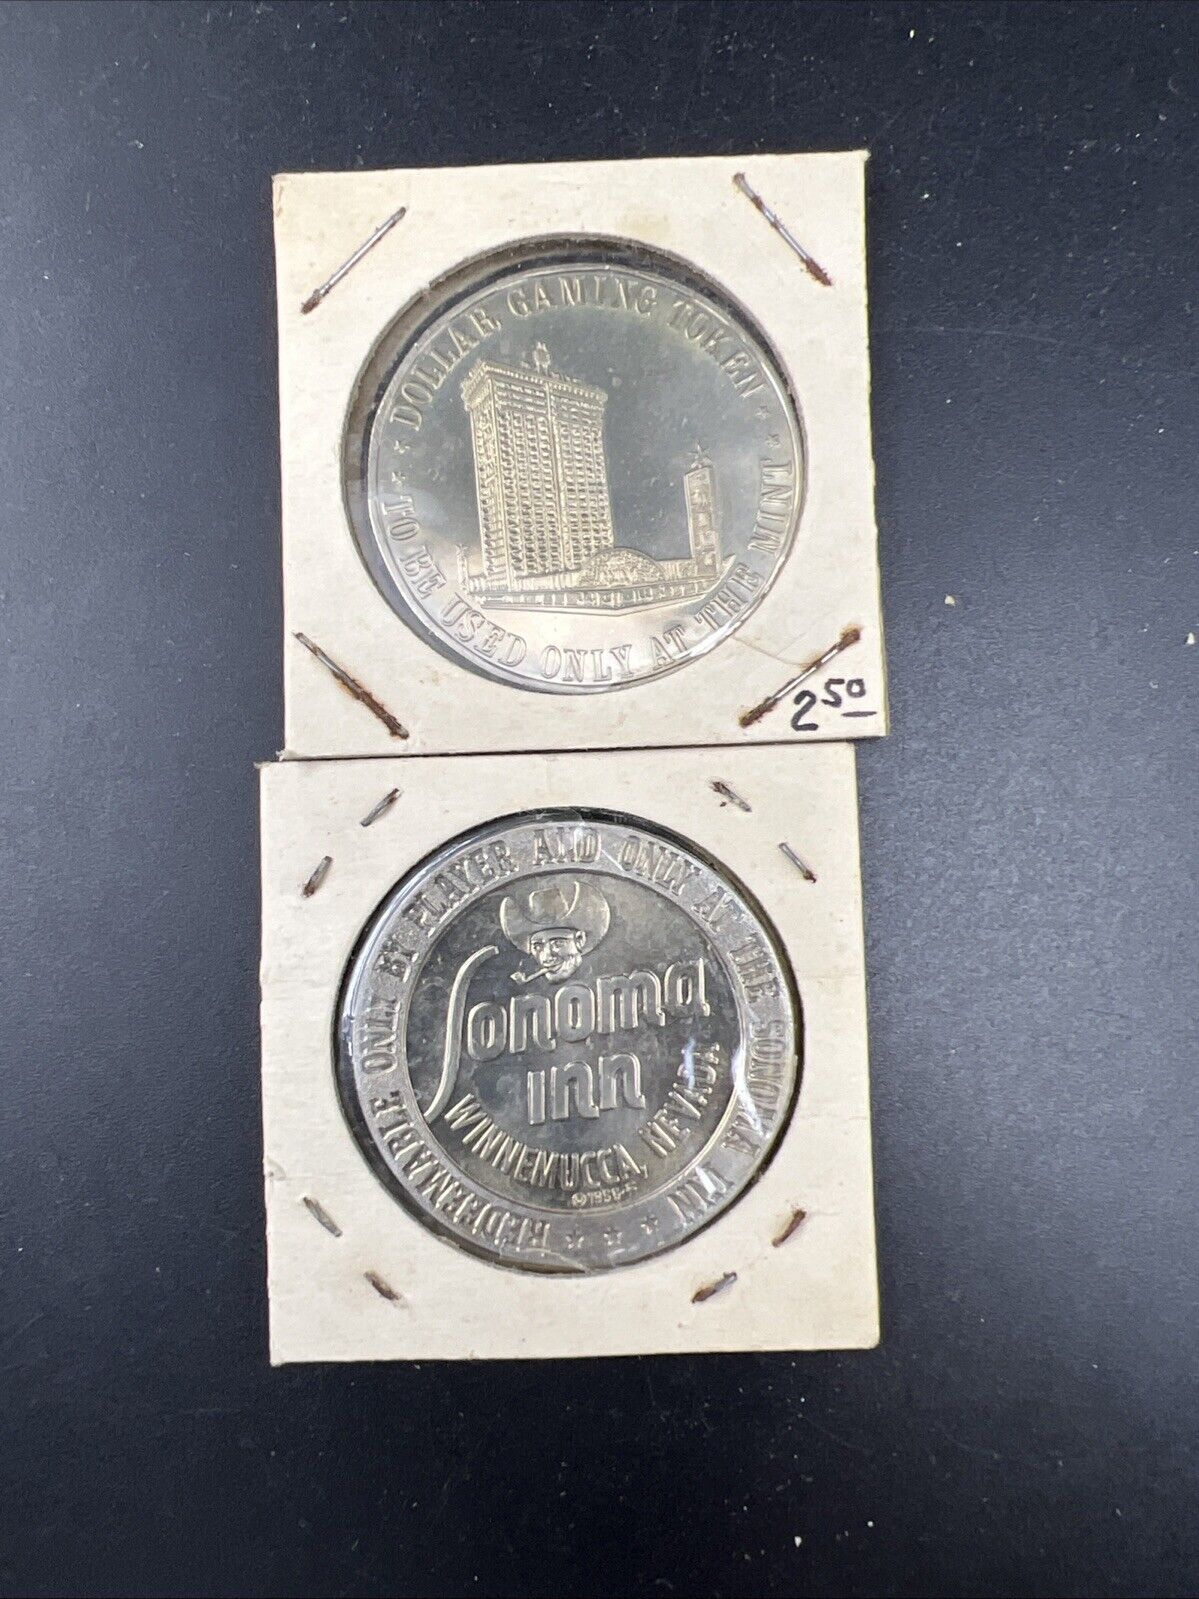 ★ DOLLAR GAMING TOKEN ★
TO BE USED ONLY AT THE MINT
2.50
REDEEMABLE ONLY BY PLAYER AND ONLY AT THE SONOMA INN
Sonoma
inn
WINNEMUCCA, NEVADA